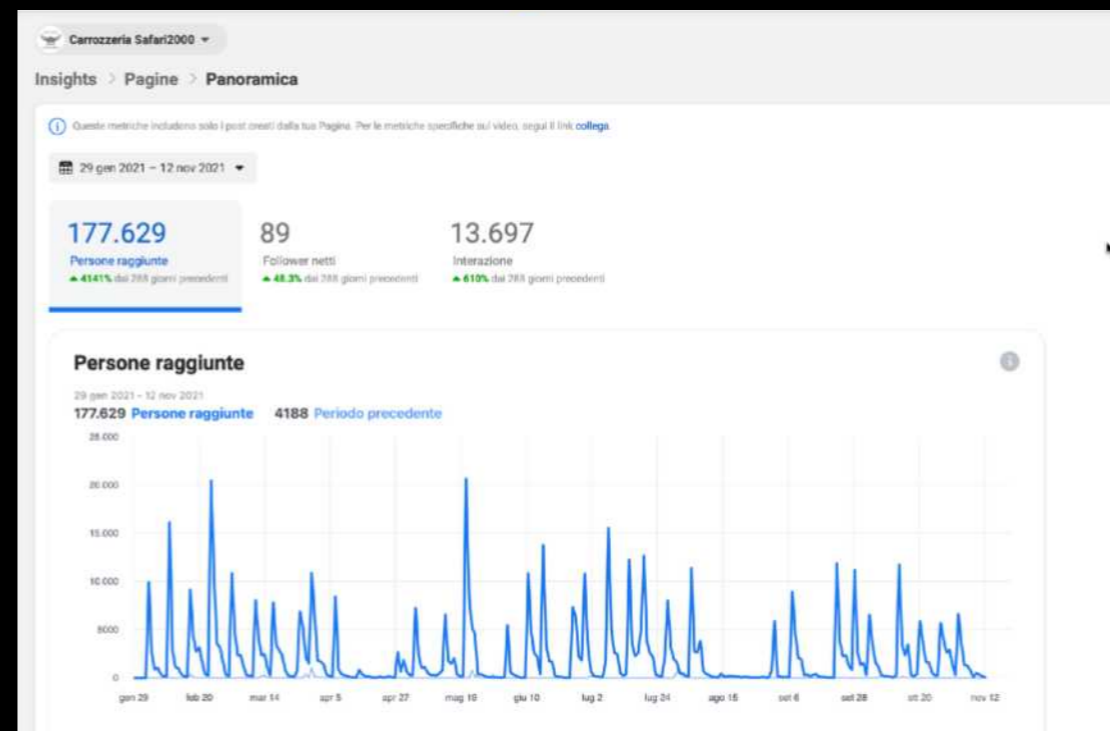 Carrozzeria Safari2000
Insights > Pagine > Panoramica
Queste metriche includono solo i post creati dalla tua Pagina. Per le metriche specifiche sui video, segui il link collega.
29 gen 2021 – 12 nov 2021
177.629 89 13.697
Persone raggiunte Follower netti Interazione
4141% dai 288 giorni precedenti 48.3% dai 288 giorni precedenti 610% dai 288 giorni precedenti
Persone raggiunte
29 gen 2021 - 12 nov 2021
177.629 Persone raggiunte 4188 Periodo precedente
25.000
20.000
15.000
10.000
5000
0
gen 29 feb 20 mar 14 apr 5 apr 27 mag 19 giu 10 lug 2 lug 24 ago 15 set 6 set 28 ott 20 nov 12